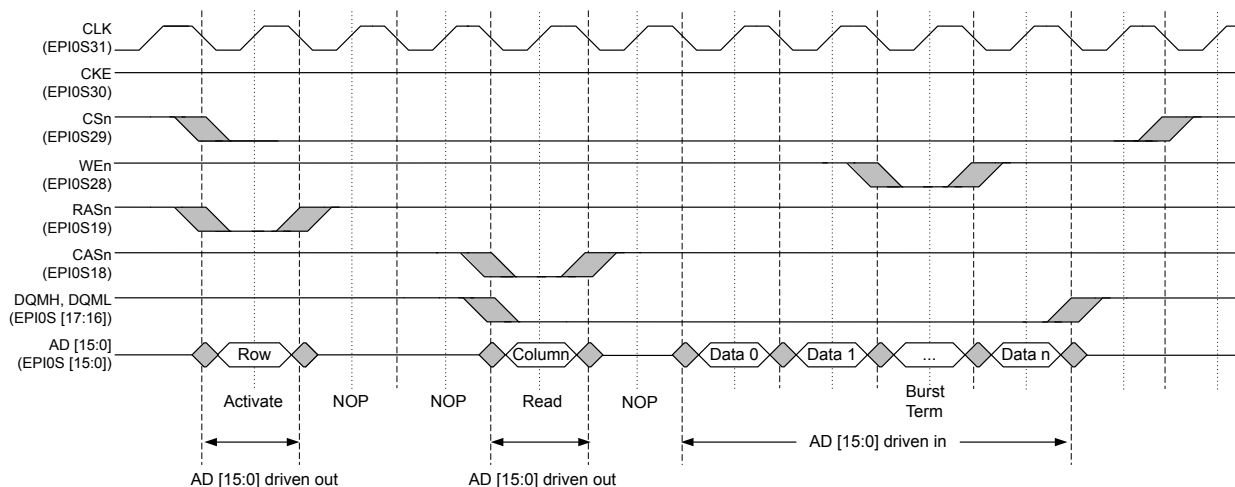 CLK
(EPI0S31)
CKE
(EPI0S30)
CSn
(EPI0S29)
WEn
(EPI0S28)
RASn
(EPI0S19)
CASn
(EPI0S18)
DQMH, DQML
(EPI0S [17:16])
AD [15:0]
(EPI0S [15:0])
Row
Column
Data 0
Data 1
...
Data n
Activate
NOP
NOP
Read
NOP
Burst
Term
AD [15:0] driven in
AD [15:0] driven out
AD [15:0] driven out